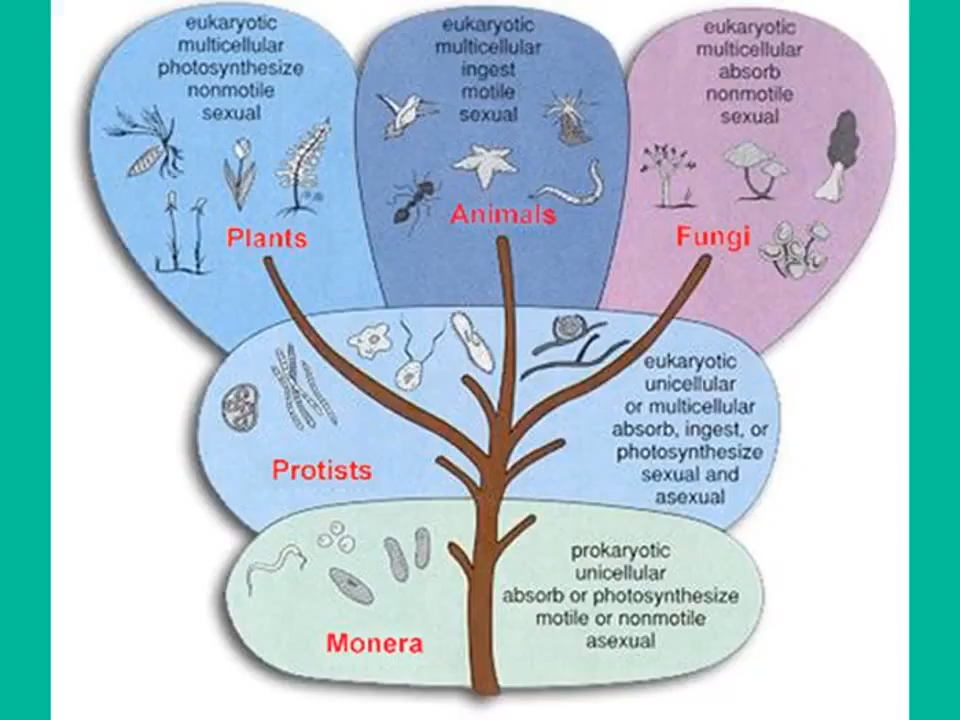 eukaryotic
multicellular
photosynthesize
nonmotile
sexual
Plants
eukaryotic
multicellular
ingest
motile
sexual
Animals
eukaryotic
multicellular
absorb
nonmotile
sexual
Fungi
Protists
eukaryotic
unicellular
or multicellular
absorb, ingest, or
photosynthesize
sexual and
asexual
Monera
prokaryotic
unicellular
absorb or photosynthesize
motile or nonmotile
asexual